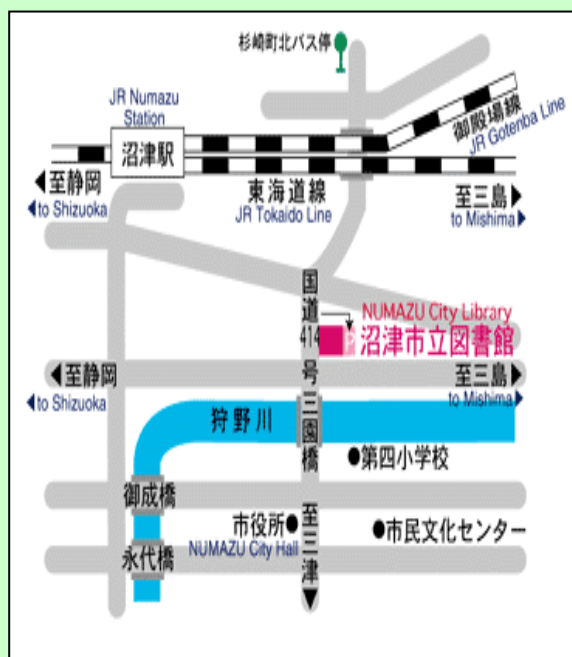 杉崎町北バス停
JR Numazu
Station
沼津駅
御殿場線
JR Gotenba Line
◀至静岡
◀to Shizuoka
東海道線
JR Tokaido Line
至三島▶
to Mishima▶
国道414号
NUMAZU City Library
P
沼津市立図書館
◀至静岡
◀to Shizuoka
至三島▶
to Mishima▶
狩野川
三園橋
●第四小学校
御成橋
市役所●
NUMAZU City Hall
至三津▼
●市民文化センター
永代橋